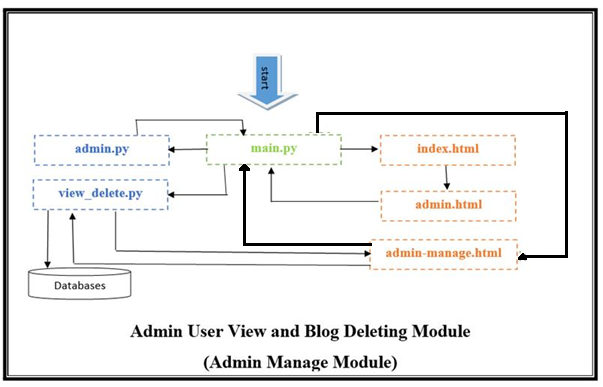 start
admin.py
main.py
index.html
view_delete.py
admin.html
admin-manage.html
Databases
Admin User View and Blog Deleting Module
(Admin Manage Module)